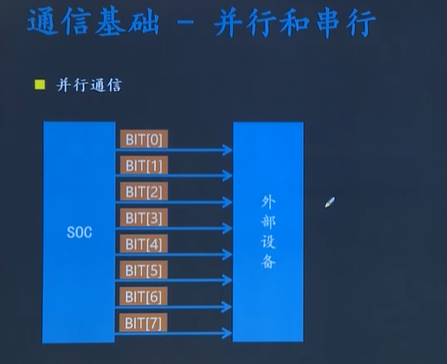 通信基础 - 并行和串行
并行通信
SOC
BIT[0]
BIT[1]
BIT[2]
BIT[3]
BIT[4]
BIT[5]
BIT[6]
BIT[7]
外部设备